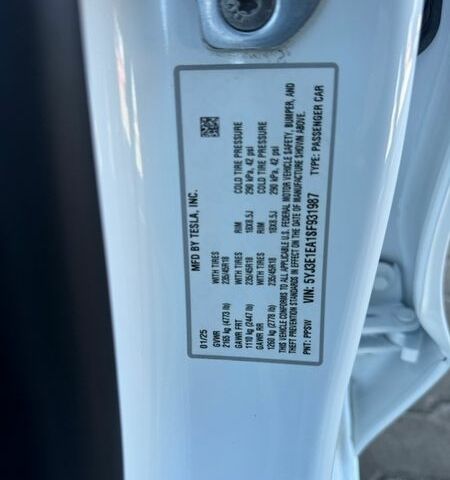 MFD BY TESLA, INC.
01/25
GVWR WITH TIRES RIM COLD TIRE PRESSURE
2165 kg (4773 lb) 235/45R18 18X8.5J 290 kPa, 42 psi
GAWR FRT WITH TIRES RIM COLD TIRE PRESSURE
1110 kg (2447 lb) 235/45R18 18X8.5J 290 kPa, 42 psi
GAWR RR
1260 kg (2778 lb) 235/45R18
THIS VEHICLE CONFORMS TO ALL APPLICABLE U.S. FEDERAL MOTOR VEHICLE SAFETY, BUMPER, AND
THEFT PREVENTION STANDARDS IN EFFECT ON THE DATE OF MANUFACTURE SHOWN ABOVE.
VIN: 5YJ3E1EA1SF931987 TYPE: PASSENGER CAR
PNT: PPSW